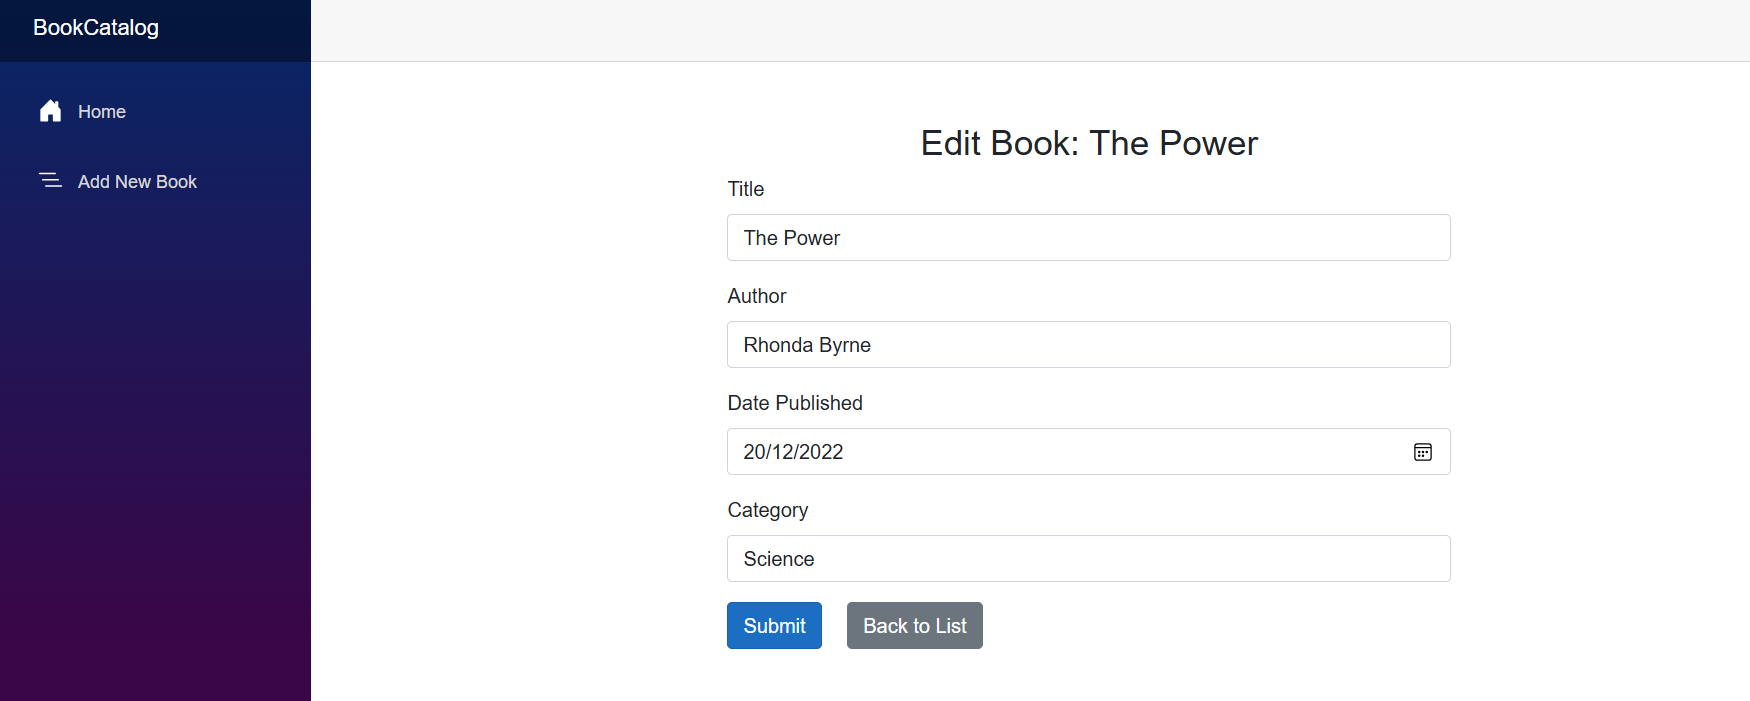 BookCatalog
Home
Add New Book
Edit Book: The Power
Title
The Power
Author
Rhonda Byrne
Date Published
20/12/2022
Category
Science
Submit
Back to List